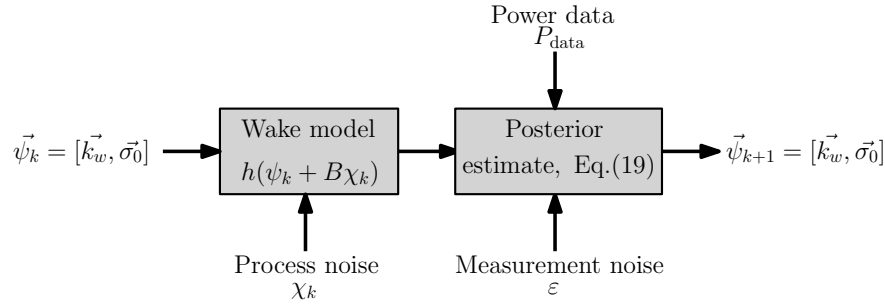 Power data
P_data
ψ⃗_k = [k⃗_w, σ⃗_0]
Wake model
h(ψ_k + Bχ_k)
Posterior
estimate, Eq.(19)
ψ⃗_{k+1} = [k⃗_w, σ⃗_0]
Process noise
χ_k
Measurement noise
ε